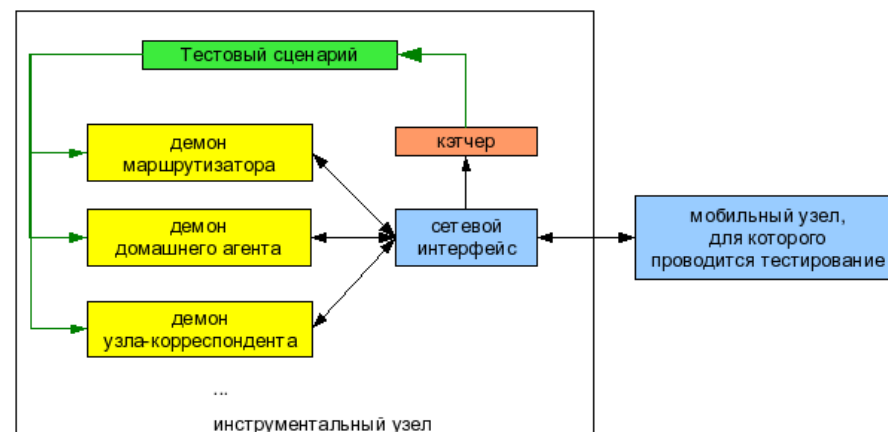 Тестовый сценарий
демон
маршрутизатора
кэтчер
демон
домашнего агента
сетевой
интерфейс
мобильный узел,
для которого
проводится тестирование
демон
узла-корреспондента
...
инструментальный узел